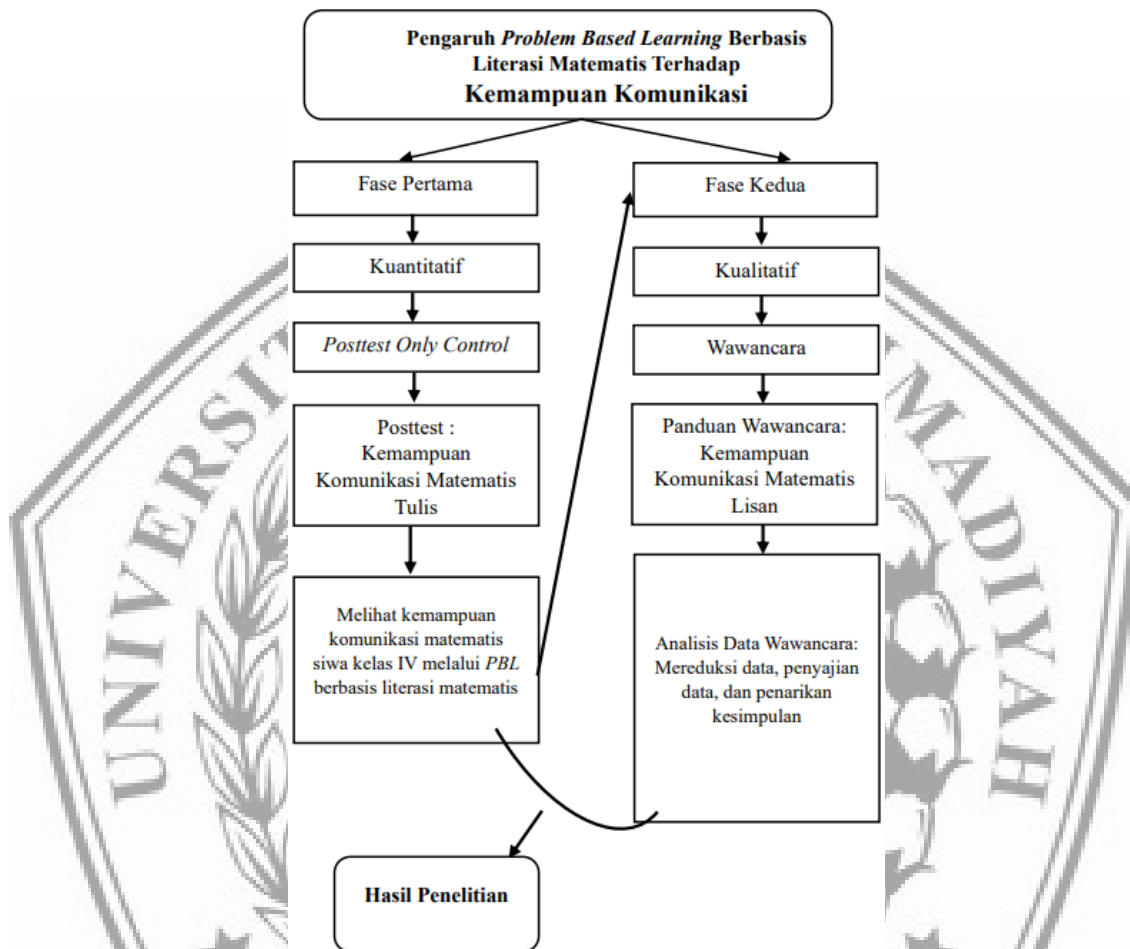 Pengaruh Problem Based Learning Berbasis
Literasi Matematis Terhadap
Kemampuan Komunikasi
Fase Pertama
Kuantitatif
Posttest Only Control
Posttest :
Kemampuan
Komunikasi Matematis
Tulis
Melihat kemampuan
komunikasi matematis
siwa kelas IV melalui PBL
berbasis literasi matematis
Fase Kedua
Kualitatif
Wawancara
Panduan Wawancara:
Kemampuan
Komunikasi Matematis
Lisan
Analisis Data Wawancara:
Mereduksi data, penyajian
data, dan penarikan
kesimpulan
Hasil Penelitian
UNIVERSIT
MADIYAH